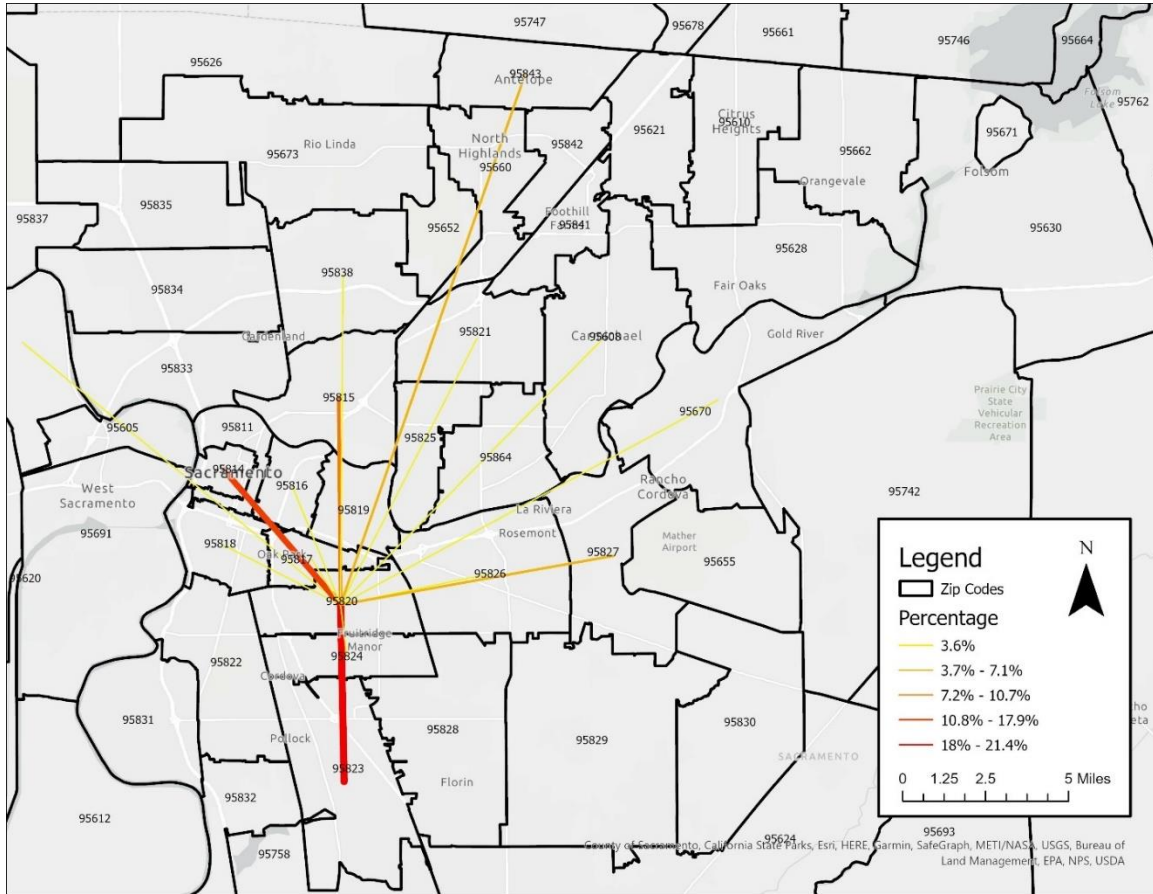 95747
95678
95661
95746
95664
95626
95843
Antelope
Folsom
Lake
95762
Citrus
95610
Heights
95621
95671
North
Highlands
95842
95662
Rio Linda
95673
95660
Folsom
Orangevale
95835
95837
95652
Foothill
95841
95630
95628
95838
95834
Fair Oaks
Gardenland
95821
Carmichael
95608
Gold River
95833
Prairie City
State
Vehicular
Recreation
Area
95815
95670
95605
95811
95825
95864
95814
Sacramento
West
Sacramento
95816
Rancho
Cordova
95742
95819
La Riviera
Rosemont
95691
95818
Oak Park
95817
95827
Mather
Airport
95655
95620
95826
95820
Fruitridge
Manor
95824
95822
95831
Pollock
95828
95829
95830
SACRAMENTO
95823
Florin
95832
95612
95758
95624
95693
Legend
Zip Codes
Percentage
3.6%
3.7% - 7.1%
7.2% - 10.7%
10.8% - 17.9%
18% - 21.4%
N
0 1.25 2.5 5 Miles
County of Sacramento, California State Parks, Esri, HERE, Garmin, SafeGraph, METI/NASA, USGS, Bureau of
Land Management, EPA, NPS, USDA